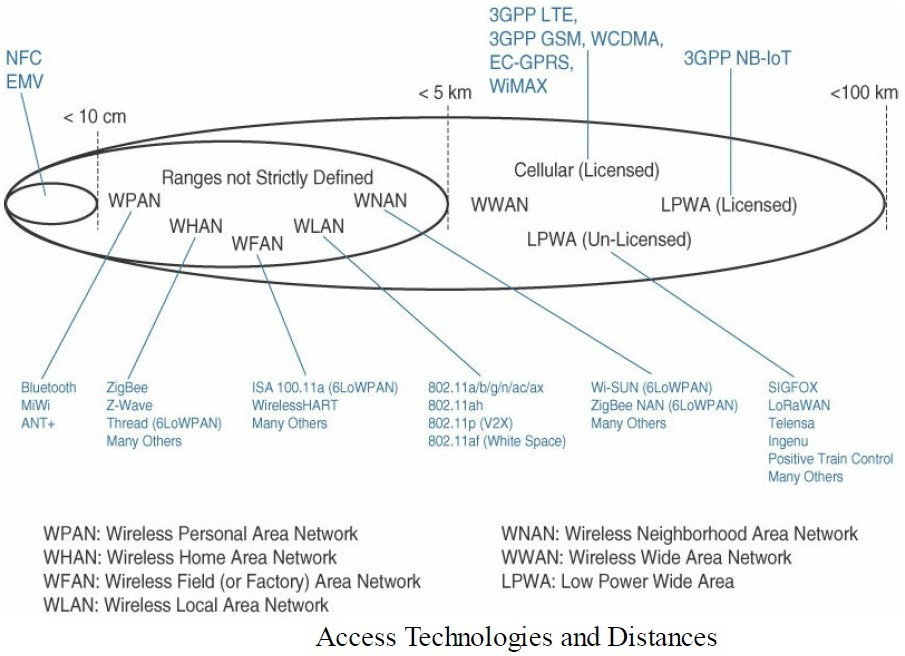 3GPP LTE,
3GPP GSM, WCDMA,
EC-GPRS,
WiMAX
3GPP NB-IoT
NFC
EMV
< 10 cm
< 5 km
<100 km
Ranges not Strictly Defined
WPAN
WHAN
WFAN
WLAN
WNAN
WWAN
Cellular (Licensed)
LPWA (Licensed)
LPWA (Un-Licensed)
Bluetooth
MiWi
ANT+
ZigBee
Z-Wave
Thread (6LoWPAN)
Many Others
ISA 100.11a (6LoWPAN)
WirelessHART
Many Others
802.11a/b/g/n/ac/ax
802.11ah
802.11p (V2X)
802.11af (White Space)
Wi-SUN (6LoWPAN)
ZigBee NAN (6LoWPAN)
Many Others
SIGFOX
LoRaWAN
Telensa
Ingenu
Positive Train Control
Many Others
WPAN: Wireless Personal Area Network
WHAN: Wireless Home Area Network
WFAN: Wireless Field (or Factory) Area Network
WLAN: Wireless Local Area Network
WNAN: Wireless Neighborhood Area Network
WWAN: Wireless Wide Area Network
LPWA: Low Power Wide Area
Access Technologies and Distances